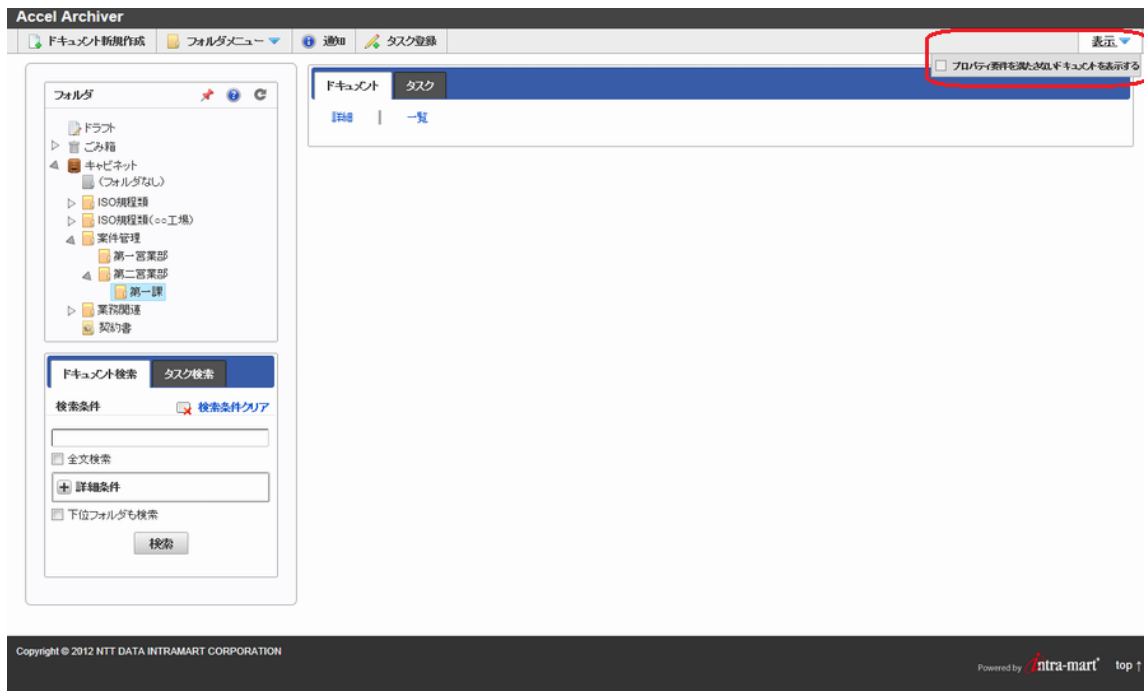 Accel Archiver
ドキュメント新規作成 フォルダメニュー 通知 タスク登録 表示
プロパティ要件を満たさないドキュメントを表示する
フォルダ
ドラフト
ごみ箱
キャビネット
(フォルダなし)
ISO規程類
ISO規程類(○○工場)
案件管理
第一営業部
第二営業部
第一課
業務関連
契約書
ドキュメント検索 タスク検索
検索条件 検索条件クリア
全文検索
詳細条件
下位フォルダも検索
検索
ドキュメント タスク
詳細 | 一覧
Copyright © 2012 NTT DATA INTRAMART CORPORATION
Powered by intra-mart top ↑